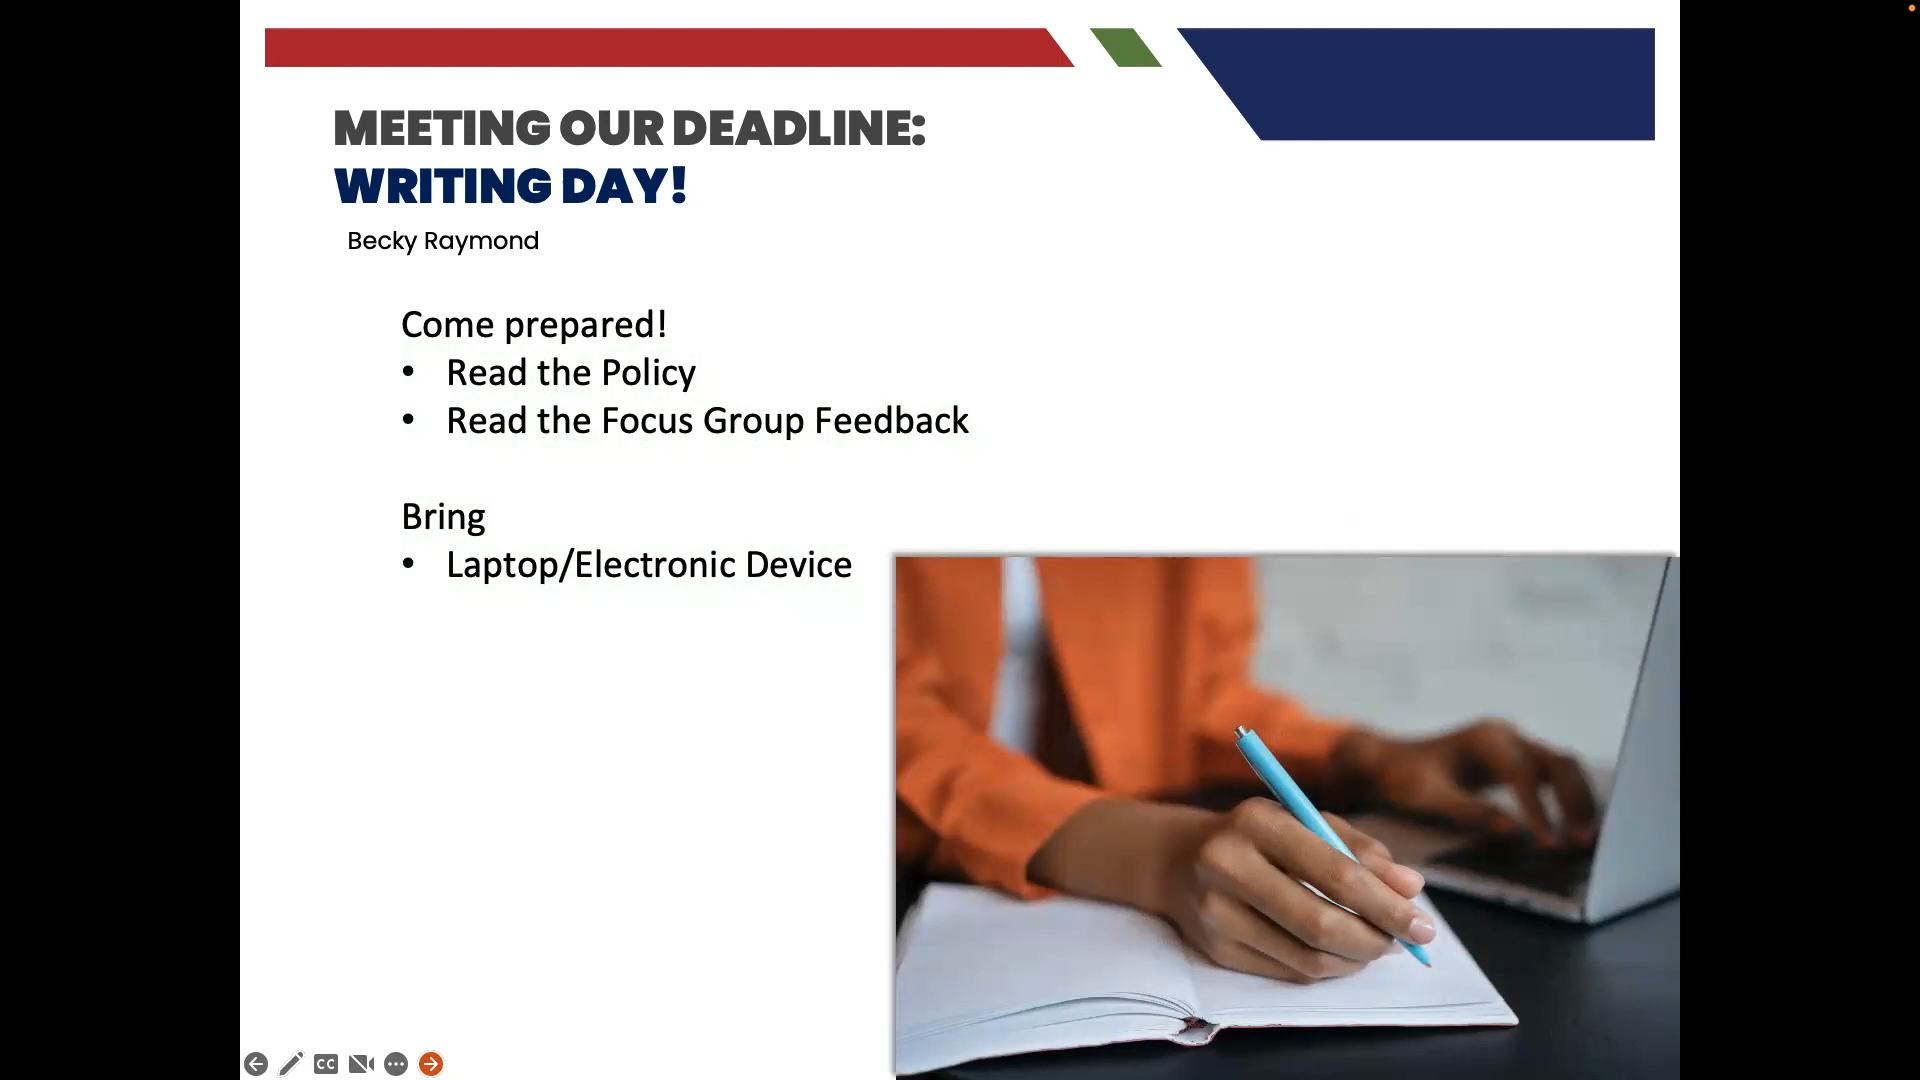 MEETING OUR DEADLINE:
WRITING DAY!
Becky Raymond
Come prepared!
• Read the Policy
• Read the Focus Group Feedback
Bring
• Laptop/Electronic Device
CC